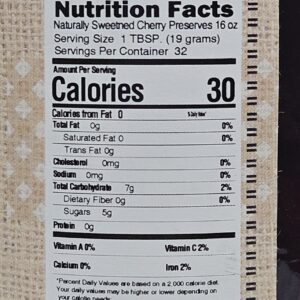 Nutrition Facts
Naturally Sweetned Cherry Preserves 16 oz
Serving Size 1 TBSP. (19 grams)
Servings Per Container 32
Amount Per Serving
Calories 30
Calories from Fat 0 % Daily Value*
Total Fat 0g 0%
Saturated Fat 0 0%
Trans Fat 0g
Cholesterol 0mg 0%
Sodium 0mg 0%
Total Carbohydrate 7g 2%
Dietary Fiber 0g 0%
Sugars 5g
Protein 0g
Vitamin A 0% Vitamin C 2%
Calcium 0% Iron 2%
*Percent Daily Values are based on a 2,000 calorie diet.
Your daily values may be higher or lower depending on
your calorie needs.